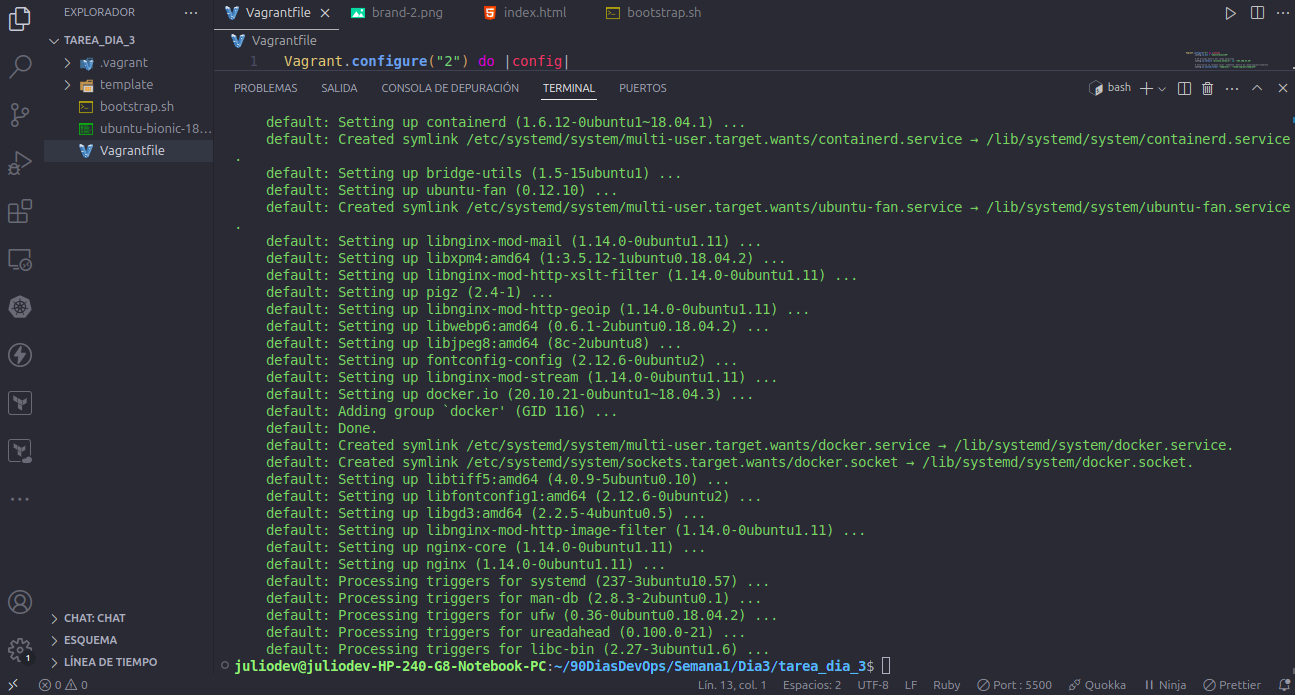 EXPLORADOR ···
TAREA_DIA_3
.vagrant
template
bootstrap.sh
ubuntu-bionic-18...
Vagrantfile
CHAT: CHAT
ESQUEMA
LÍNEA DE TIEMPO
Vagrantfile
brand-2.png
index.html
bootstrap.sh
Vagrantfile
1 Vagrant.configure("2") do |config|
PROBLEMAS SALIDA CONSOLA DE DEPURACIÓN TERMINAL PUERTOS
bash
default: Setting up containerd (1.6.12-0ubuntu1~18.04.1) ...
default: Created symlink /etc/systemd/system/multi-user.target.wants/containerd.service → /lib/systemd/system/containerd.service
.
default: Setting up bridge-utils (1.5-15ubuntu1) ...
default: Setting up ubuntu-fan (0.12.10) ...
default: Created symlink /etc/systemd/system/multi-user.target.wants/ubuntu-fan.service → /lib/systemd/system/ubuntu-fan.service
.
default: Setting up libnginx-mod-mail (1.14.0-0ubuntu1.11) ...
default: Setting up libxpm4:amd64 (1:3.5.12-1ubuntu0.18.04.2) ...
default: Setting up libnginx-mod-http-xslt-filter (1.14.0-0ubuntu1.11) ...
default: Setting up pigz (2.4-1) ...
default: Setting up libnginx-mod-http-geoip (1.14.0-0ubuntu1.11) ...
default: Setting up libwebp6:amd64 (0.6.1-2ubuntu0.18.04.2) ...
default: Setting up libjpeg8:amd64 (8c-2ubuntu8) ...
default: Setting up fontconfig-config (2.12.6-0ubuntu2) ...
default: Setting up libnginx-mod-stream (1.14.0-0ubuntu1.11) ...
default: Setting up docker.io (20.10.21-0ubuntu1~18.04.3) ...
default: Adding group `docker' (GID 116) ...
default: Done.
default: Created symlink /etc/systemd/system/multi-user.target.wants/docker.service → /lib/systemd/system/docker.service.
default: Created symlink /etc/systemd/system/sockets.target.wants/docker.socket → /lib/systemd/system/docker.socket.
default: Setting up libtiff5:amd64 (4.0.9-5ubuntu0.10) ...
default: Setting up libfontconfig1:amd64 (2.12.6-0ubuntu2) ...
default: Setting up libgd3:amd64 (2.2.5-4ubuntu0.5) ...
default: Setting up libnginx-mod-http-image-filter (1.14.0-0ubuntu1.11) ...
default: Setting up nginx-core (1.14.0-0ubuntu1.11) ...
default: Setting up nginx (1.14.0-0ubuntu1.11) ...
default: Processing triggers for systemd (237-3ubuntu10.57) ...
default: Processing triggers for man-db (2.8.3-2ubuntu0.1) ...
default: Processing triggers for ufw (0.36-0ubuntu0.18.04.2) ...
default: Processing triggers for ureadahead (0.100.0-21) ...
default: Processing triggers for libc-bin (2.27-3ubuntu1.6) ...
juliodev@juliodev-HP-240-G8-Notebook-PC:~/90DiasDevOps/Semana1/Dia3/tarea_dia_3$
1
0 0 Lín. 13, col. 1 Espacios: 2 UTF-8 LF Ruby Port : 5500 Quokka Ninja Prettier